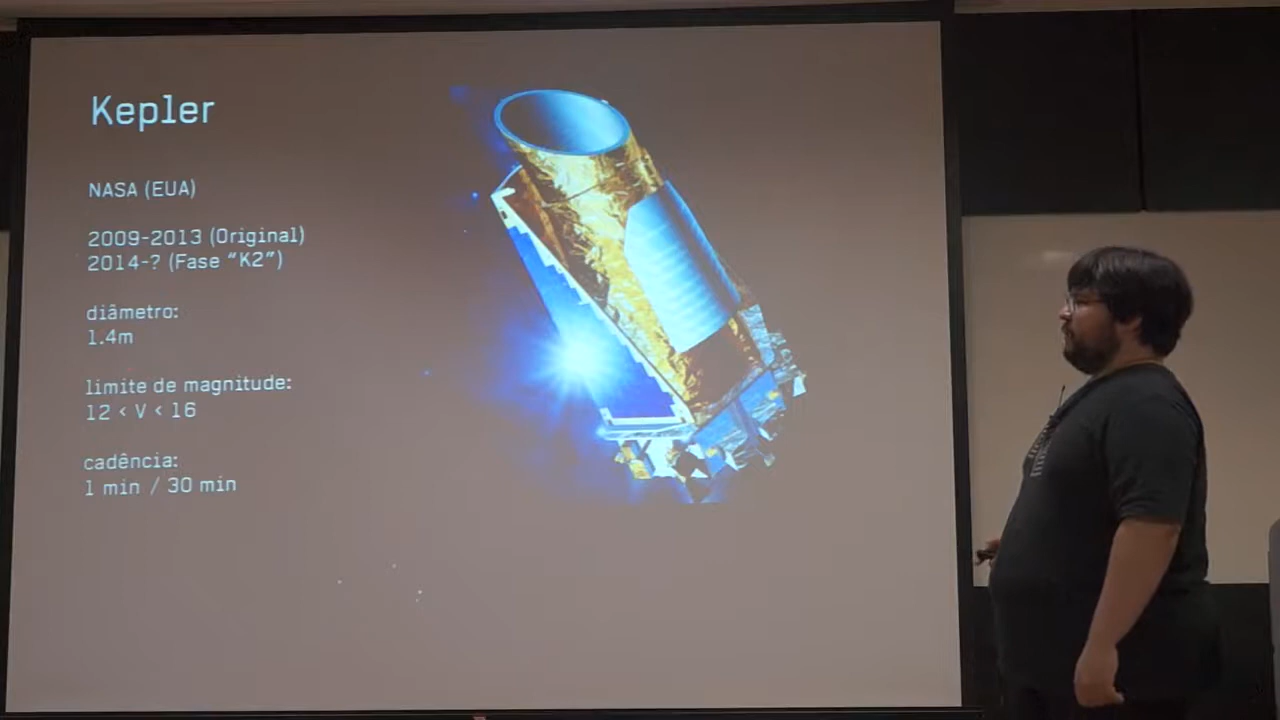 Kepler
NASA (EUA)
2009-2013 (Original)
2014-? (Fase “K2”)
diâmetro:
1.4m
limite de magnitude:
12 < V < 16
cadência:
1 min / 30 min